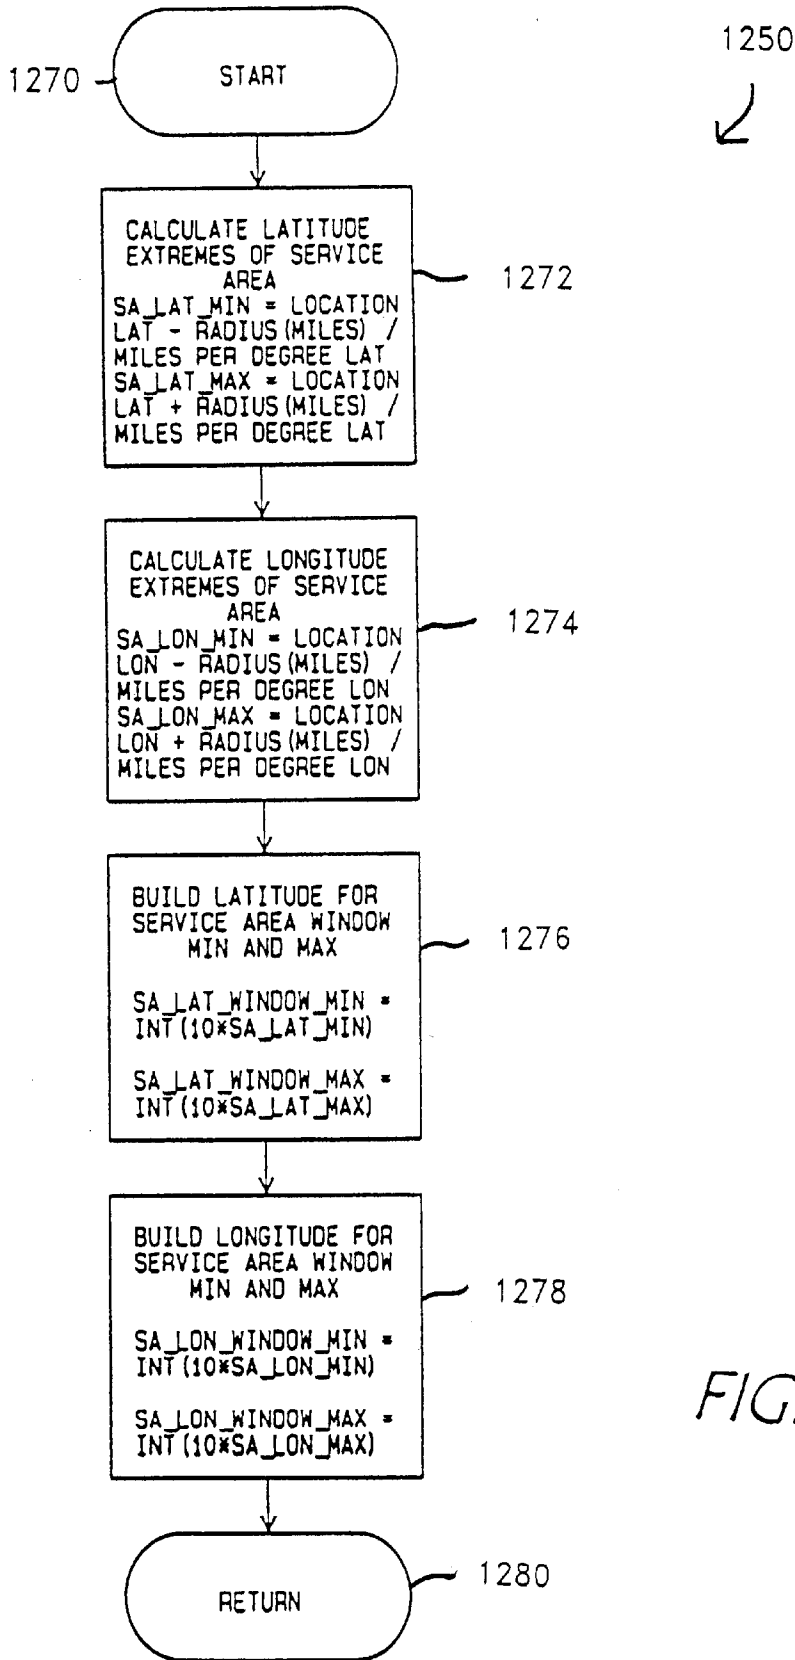 1250
1270
START
CALCULATE LATITUDE
EXTREMES OF SERVICE
AREA
SA_LAT_MIN = LOCATION
LAT - RADIUS(MILES) /
MILES PER DEGREE LAT
SA_LAT_MAX = LOCATION
LAT + RADIUS(MILES) /
MILES PER DEGREE LAT
1272
CALCULATE LONGITUDE
EXTREMES OF SERVICE
AREA
SA_LON_MIN = LOCATION
LON - RADIUS(MILES) /
MILES PER DEGREE LON
SA_LON_MAX = LOCATION
LON + RADIUS(MILES) /
MILES PER DEGREE LON
1274
BUILD LATITUDE FOR
SERVICE AREA WINDOW
MIN AND MAX
SA_LAT_WINDOW_MIN =
INT(10*SA_LAT_MIN)
SA_LAT_WINDOW_MAX =
INT(10*SA_LAT_MAX)
1276
BUILD LONGITUDE FOR
SERVICE AREA WINDOW
MIN AND MAX
SA_LON_WINDOW_MIN =
INT(10*SA_LON_MIN)
SA_LON_WINDOW_MAX =
INT(10*SA_LON_MAX)
1278
FIG.
RETURN
1280